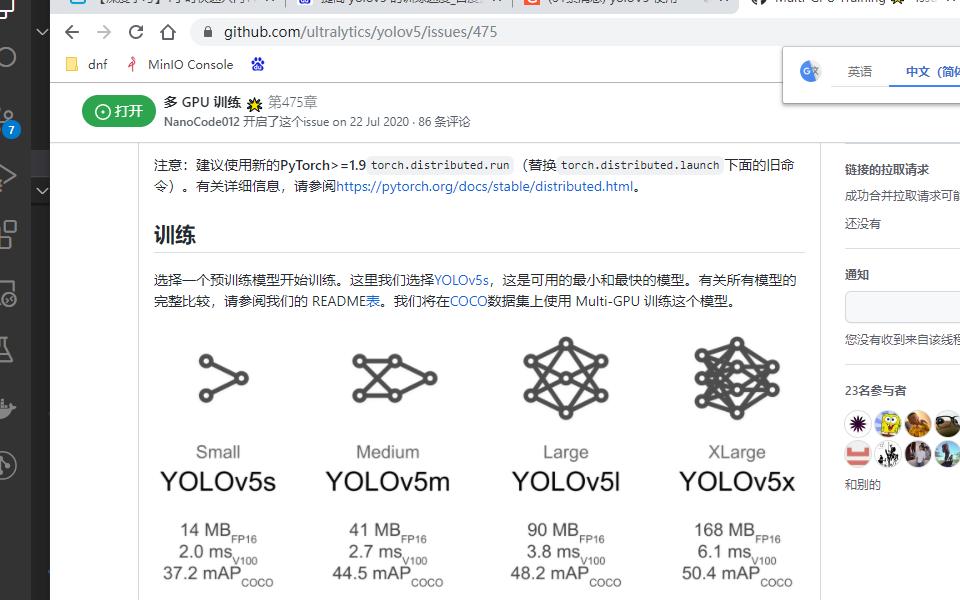 github.com/ultralytics/yolov5/issues/475
英语
中文（简体
dnf
MinIO Console
7
打开
多 GPU 训练 第475章
NanoCode012 开启了这个issue on 22 Jul 2020 · 86 条评论
注意：建议使用新的PyTorch>=1.9 torch.distributed.run （替换 torch.distributed.launch 下面的旧命
令）。有关详细信息，请参阅https://pytorch.org/docs/stable/distributed.html。
训练
选择一个预训练模型开始训练。这里我们选择YOLOv5s，这是可用的最小和最快的模型。有关所有模型的
完整比较，请参阅我们的 README表。我们将在COCO数据集上使用 Multi-GPU 训练这个模型。
Small
Medium
Large
XLarge
YOLOv5s
YOLOv5m
YOLOv5l
YOLOv5x
14 MB FP16
41 MB FP16
90 MB FP16
168 MB FP16
2.0 ms V100
2.7 ms V100
3.8 ms V100
6.1 ms V100
37.2 mAP COCO
44.5 mAP COCO
48.2 mAP COCO
50.4 mAP COCO
链接的拉取请求
成功合并拉取请求可能
还没有
通知
您没有收到来自该线程
23名参与者
和别的